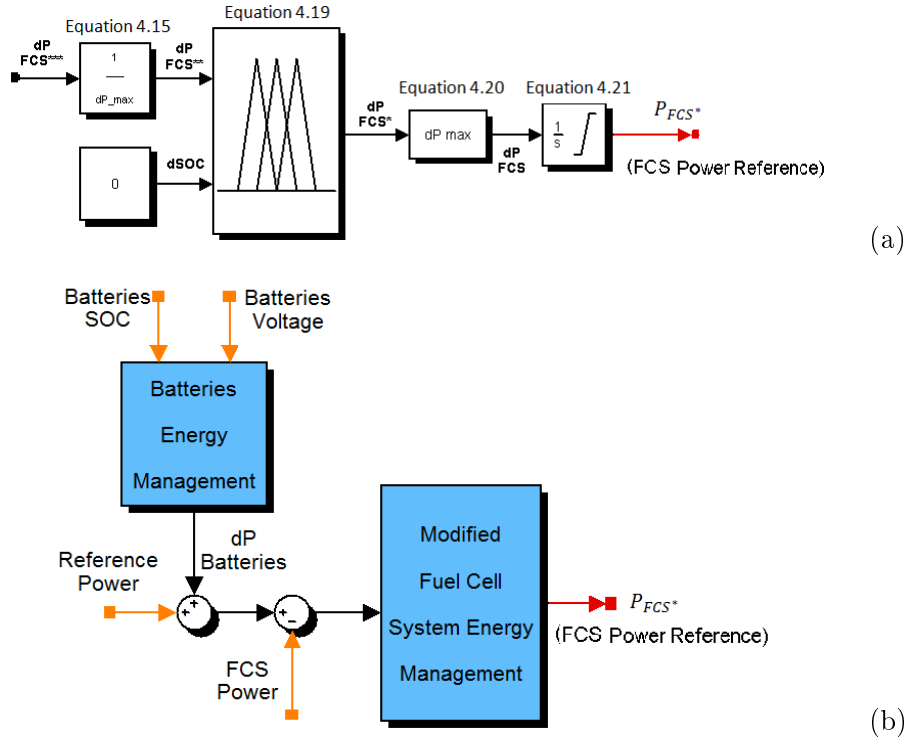 Equation 4.15
Equation 4.19
dP
FCS***
1
dP_max
dP
FCS**
0
dSOC
dP
FCS*
Equation 4.20
dP max
dP
FCS
Equation 4.21
1
s
P_FCS*
(FCS Power Reference)
(a)
Batteries
SOC
Batteries
Voltage
Batteries
Energy
Management
dP
Batteries
Reference
Power
+
+
+
−
FCS
Power
Modified
Fuel Cell
System Energy
Management
P_FCS*
(FCS Power Reference)
(b)